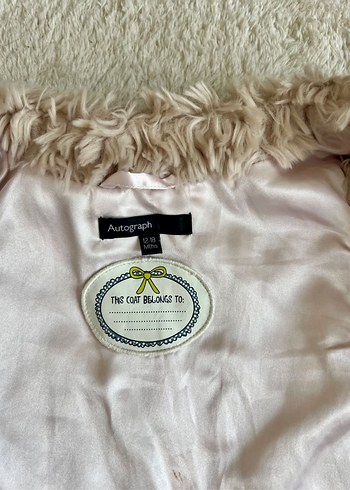 Autograph
12-18
Mths
THIS COAT BELONGS TO: